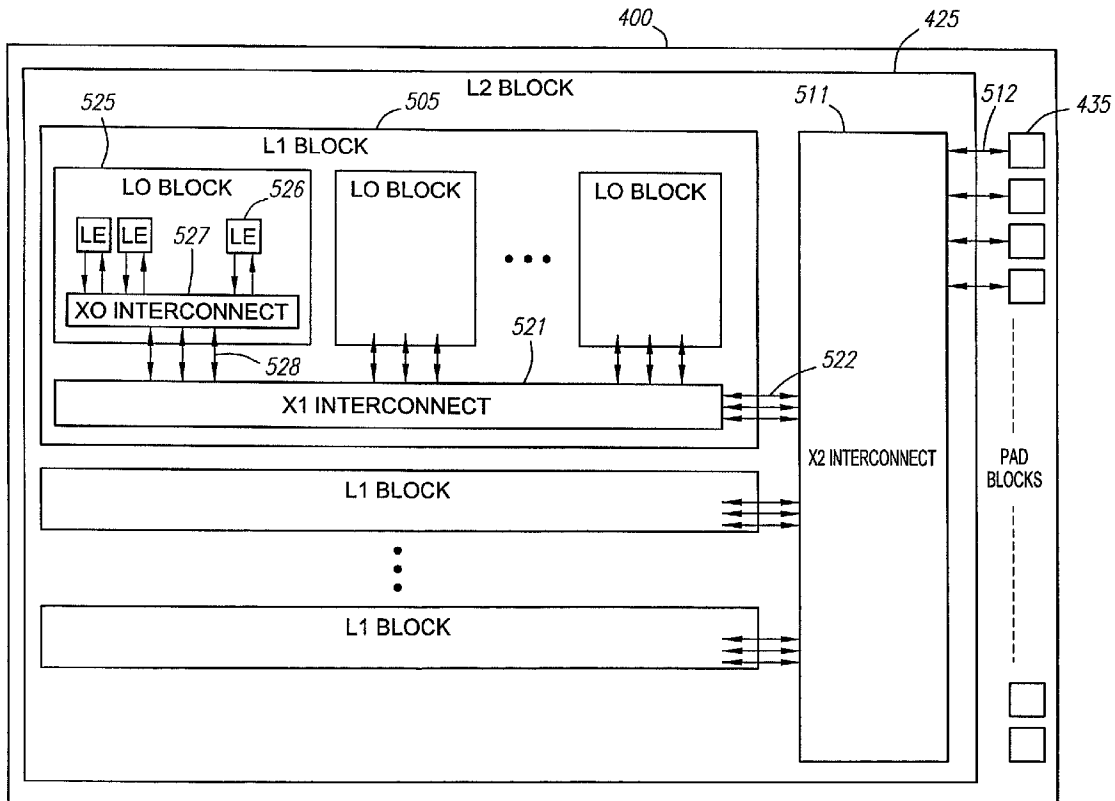 400
425
L2 BLOCK
525
505
511
512
435
L1 BLOCK
LO BLOCK
LO BLOCK
LO BLOCK
526
LE
LE
LE
527
XO INTERCONNECT
521
528
522
X1 INTERCONNECT
X2 INTERCONNECT
PAD
BLOCKS
L1 BLOCK
L1 BLOCK